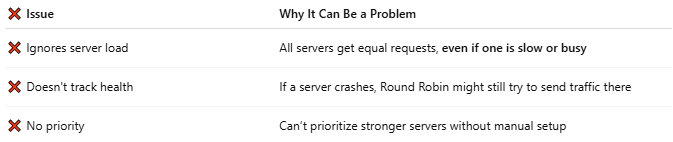 ❌ Issue Why It Can Be a Problem
❌ Ignores server load All servers get equal requests, even if one is slow or busy
❌ Doesn't track health If a server crashes, Round Robin might still try to send traffic there
❌ No priority Can't prioritize stronger servers without manual setup